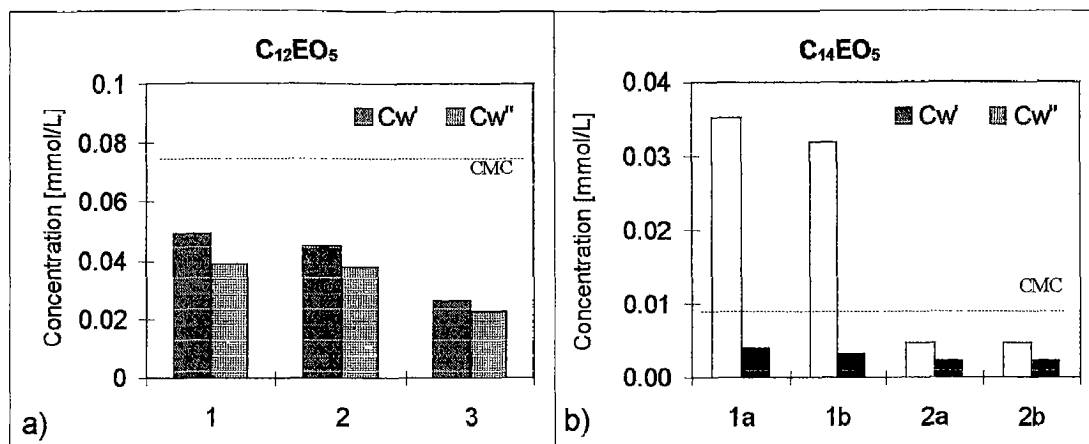 C₁₂EO₅
Concentration [mmol/L]
0.1
0.08
0.06
0.04
0.02
0
Cw' Cw"
CMC
1 2 3
a)
C₁₄EO₅
Concentration [mmol/L]
0.04
0.03
0.02
0.01
0.00
Cw' Cw"
CMC
1a 1b 2a 2b
b)